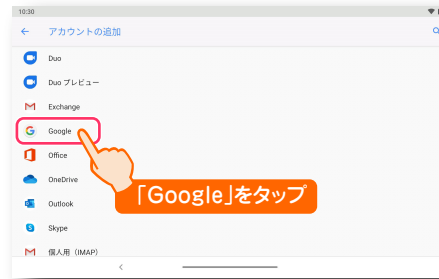 10:30
アカウントの追加
Duo
Duo プレビュー
Exchange
Google
Office
OneDrive
「Google」をタップ
Outlook
Skype
個人用（IMAP）